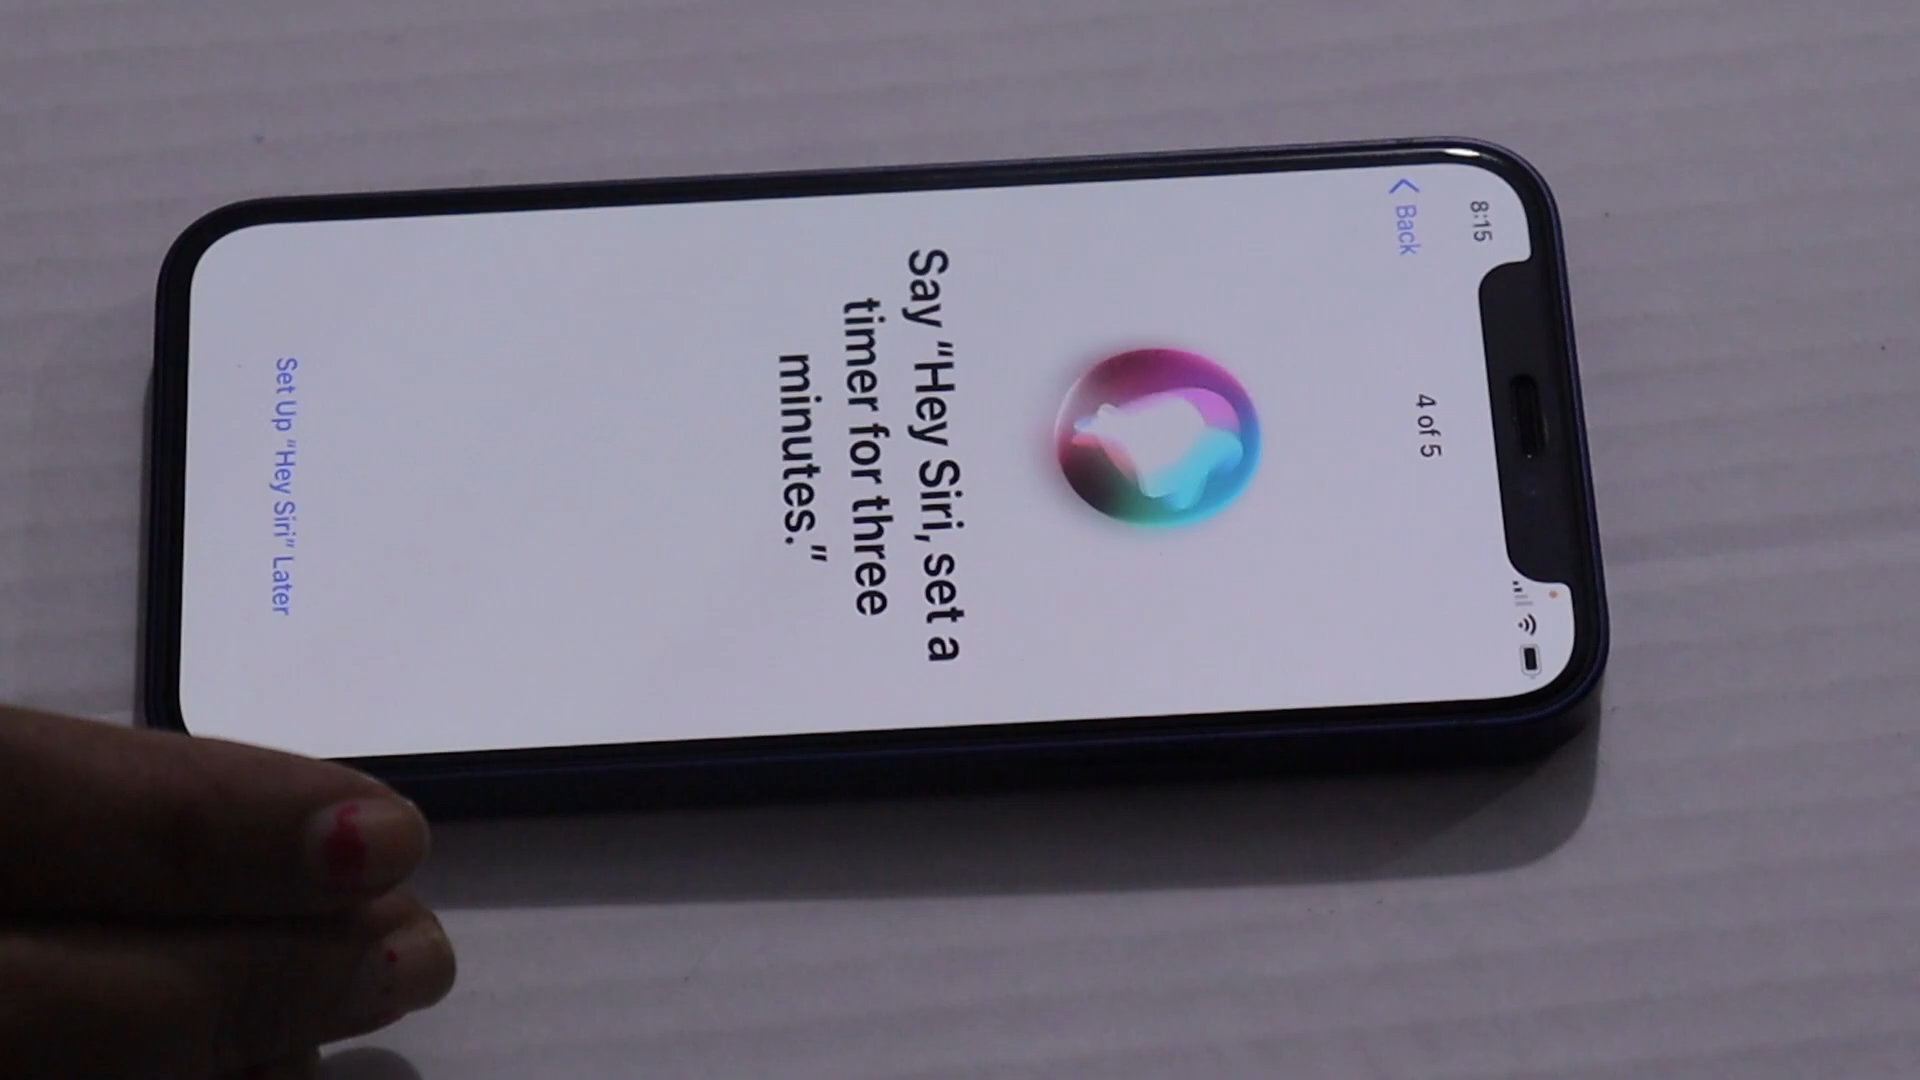 8:15
Back
4 of 5
Say “Hey Siri, set a
timer for three
minutes.”
Set Up “Hey Siri” Later